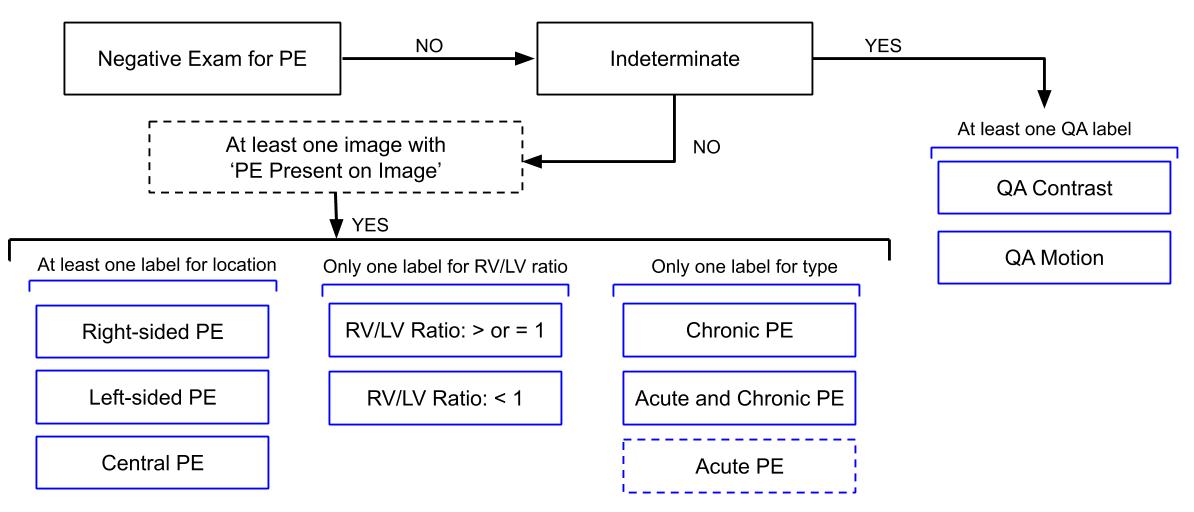 Negative Exam for PE
NO
Indeterminate
YES
At least one image with
‘PE Present on Image’
NO
YES
At least one QA label
QA Contrast
QA Motion
At least one label for location
Right-sided PE
Left-sided PE
Central PE
Only one label for RV/LV ratio
RV/LV Ratio: > or = 1
RV/LV Ratio: < 1
Only one label for type
Chronic PE
Acute and Chronic PE
Acute PE